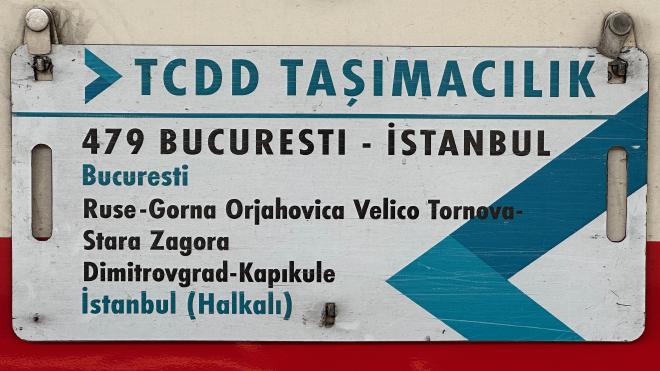 TCDD TAŞIMACILIK
479 BUCURESTI - İSTANBUL
Bucuresti
Ruse-Gorna Orjahovica Velico Tornova-
Stara Zagora
Dimitrovgrad-Kapıkule
İstanbul (Halkalı)